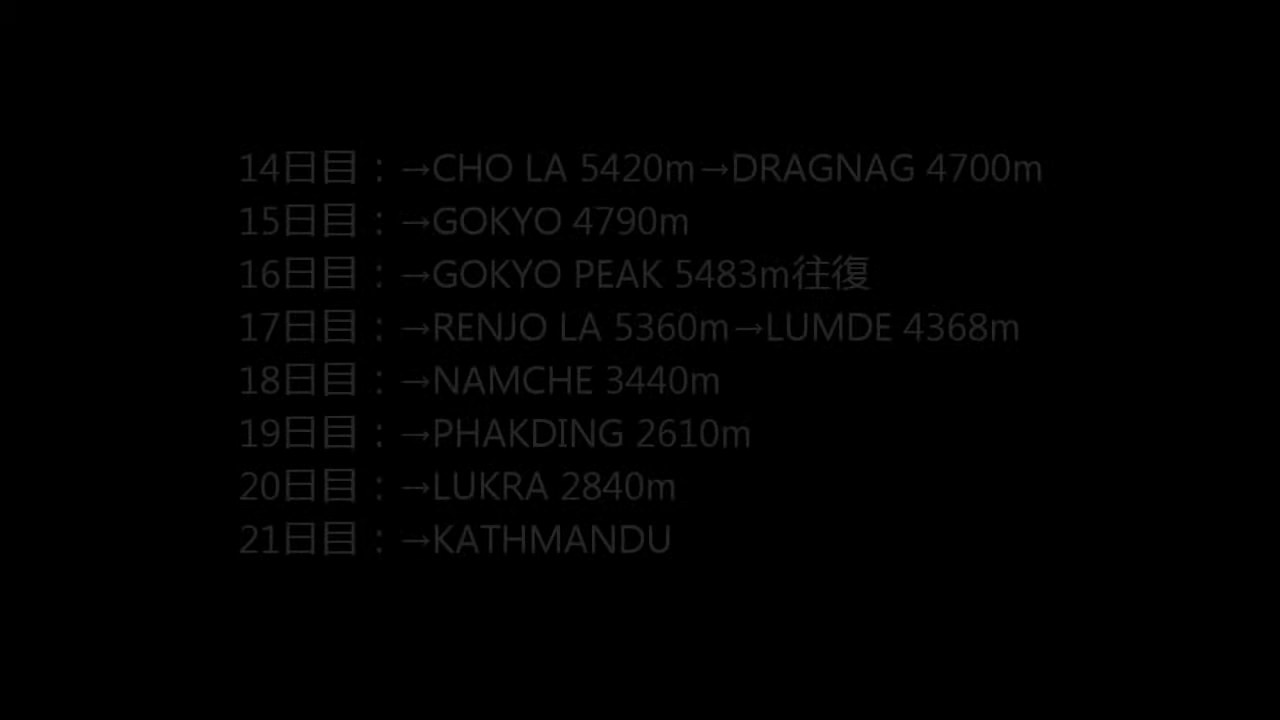 14日目：→CHO LA 5420m→DRAGNAG 4700m
15日目：→GOKYO 4790m
16日目：→GOKYO PEAK 5483m往復
17日目：→RENJO LA 5360m→LUMDE 4368m
18日目：→NAMCHE 3440m
19日目：→PHAKDING 2610m
20日目：→LUKRA 2840m
21日目：→KATHMANDU